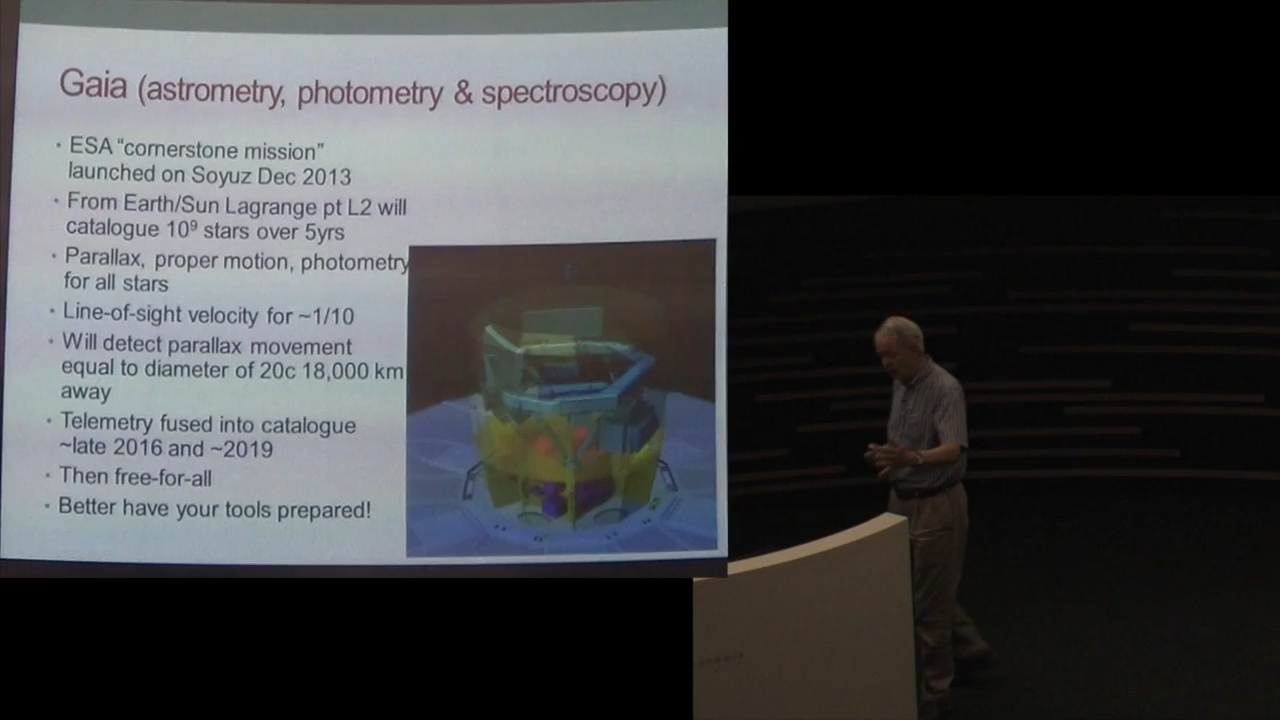 Gaia (astrometry, photometry & spectroscopy)
• ESA “cornerstone mission”
launched on Soyuz Dec 2013
• From Earth/Sun Lagrange pt L2 will
catalogue 10⁹ stars over 5yrs
• Parallax, proper motion, photometry
for all stars
• Line-of-sight velocity for ~1/10
• Will detect parallax movement
equal to diameter of 20c 18,000 km
away
• Telemetry fused into catalogue
~late 2016 and ~2019
• Then free-for-all
• Better have your tools prepared!